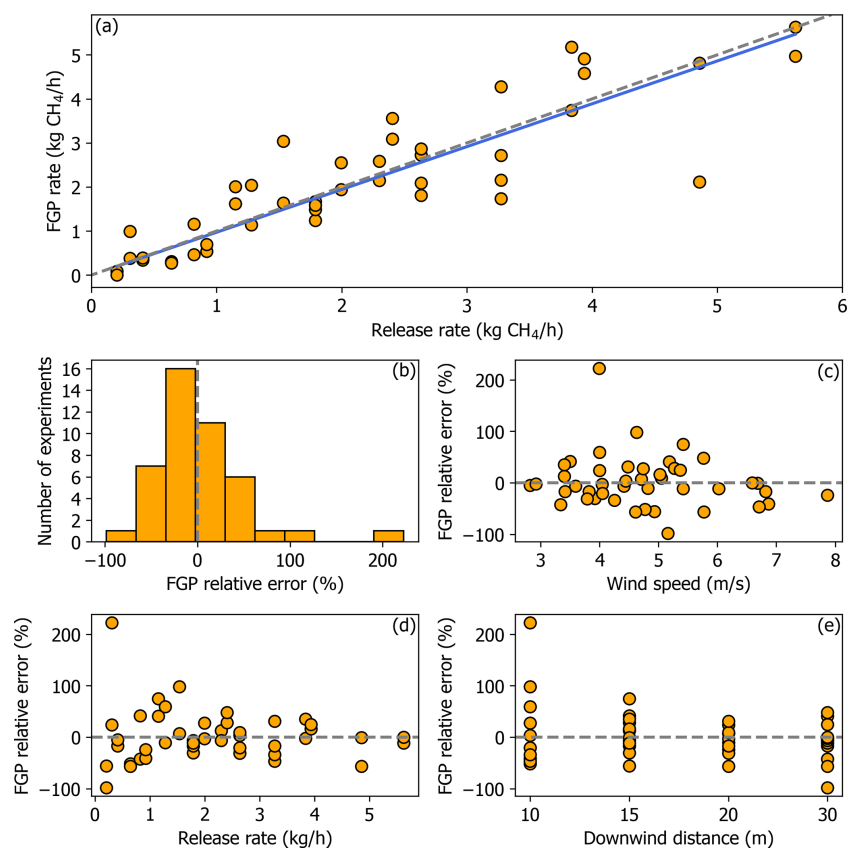 (a)
FGP rate (kg CH₄/h)
5
4
3
2
1
0
0 1 2 3 4 5 6
Release rate (kg CH₄/h)
(b)
Number of experiments
16
14
12
10
8
6
4
2
0
−100 0 100 200
FGP relative error (%)
(c)
FGP relative error (%)
200
100
0
−100
3 4 5 6 7 8
Wind speed (m/s)
(d)
FGP relative error (%)
200
100
0
−100
0 1 2 3 4 5
Release rate (kg/h)
(e)
FGP relative error (%)
200
100
0
−100
10 15 20 30
Downwind distance (m)